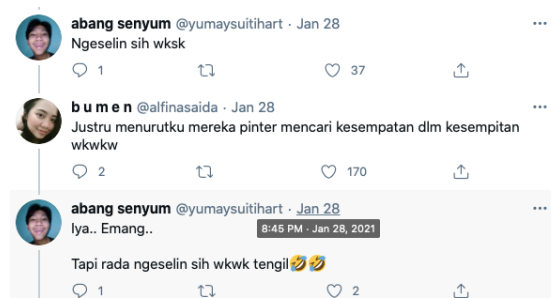 abang senyum @yumaysuitihart · Jan 28
Ngeselin sih wksk
1 37
b u m e n @alfinasaida · Jan 28
Justru menurutku mereka pinter mencari kesempatan dlm kesempitan
wkwkw
2 170
abang senyum @yumaysuitihart · Jan 28
Iya.. Emang..
8:45 PM · Jan 28, 2021
Tapi rada ngeselin sih wkwk tengil🤣🤣
1 2